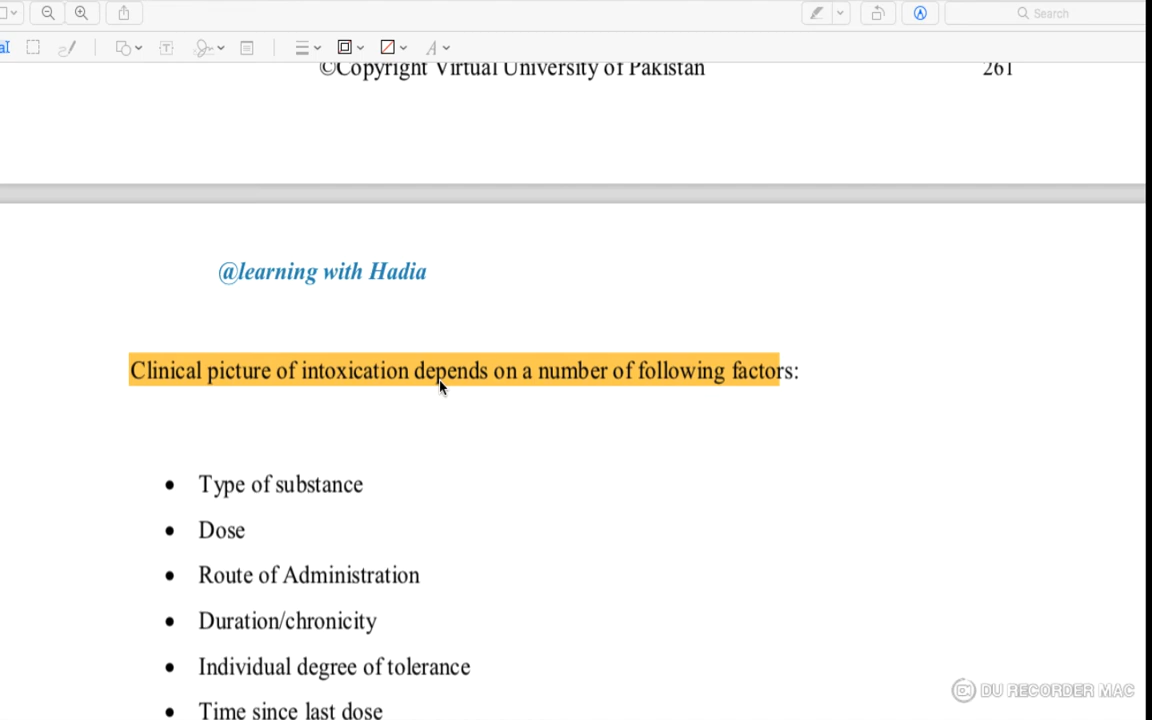 Search
aI
A
©Copyright Virtual University of Pakistan 261
@learning with Hadia
Clinical picture of intoxication depends on a number of following factors:
• Type of substance
• Dose
• Route of Administration
• Duration/chronicity
• Individual degree of tolerance
• Time since last dose
DU RECORDER MAC